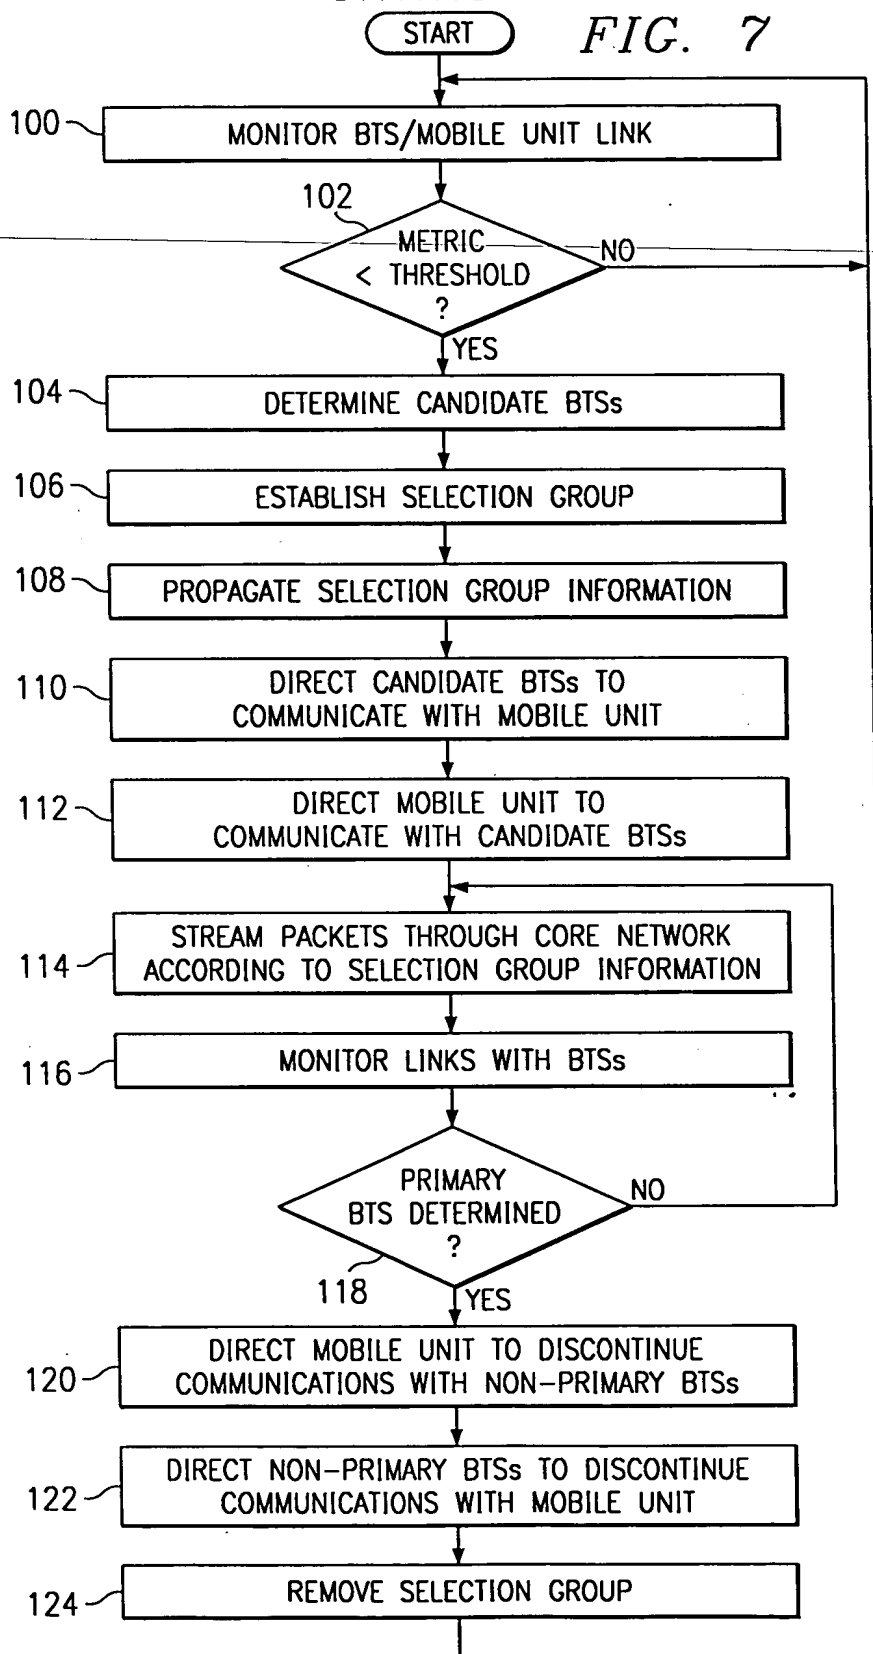 START
FIG. 7
100
MONITOR BTS/MOBILE UNIT LINK
102
METRIC
< THRESHOLD
?
NO
YES
104
DETERMINE CANDIDATE BTSs
106
ESTABLISH SELECTION GROUP
108
PROPAGATE SELECTION GROUP INFORMATION
110
DIRECT CANDIDATE BTSs TO
COMMUNICATE WITH MOBILE UNIT
112
DIRECT MOBILE UNIT TO
COMMUNICATE WITH CANDIDATE BTSs
114
STREAM PACKETS THROUGH CORE NETWORK
ACCORDING TO SELECTION GROUP INFORMATION
116
MONITOR LINKS WITH BTSs
PRIMARY
BTS DETERMINED
?
NO
118
YES
120
DIRECT MOBILE UNIT TO DISCONTINUE
COMMUNICATIONS WITH NON-PRIMARY BTSs
122
DIRECT NON-PRIMARY BTSs TO DISCONTINUE
COMMUNICATIONS WITH MOBILE UNIT
124
REMOVE SELECTION GROUP